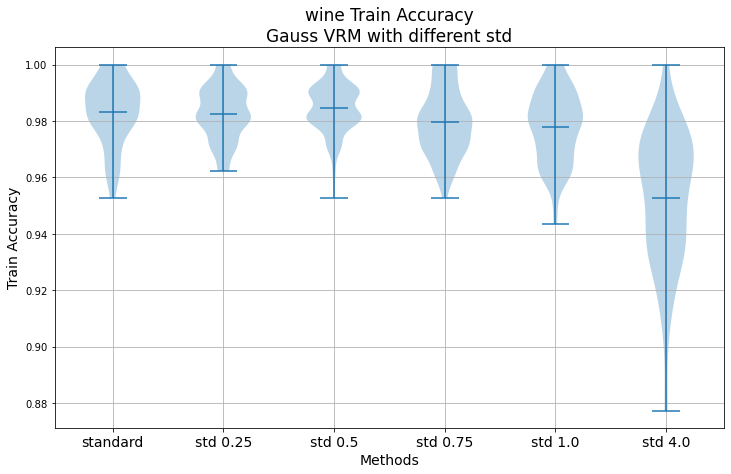 wine Train Accuracy
Gauss VRM with different std
Train Accuracy
1.00
0.98
0.96
0.94
0.92
0.90
0.88
standard std 0.25 std 0.5 std 0.75 std 1.0 std 4.0
Methods